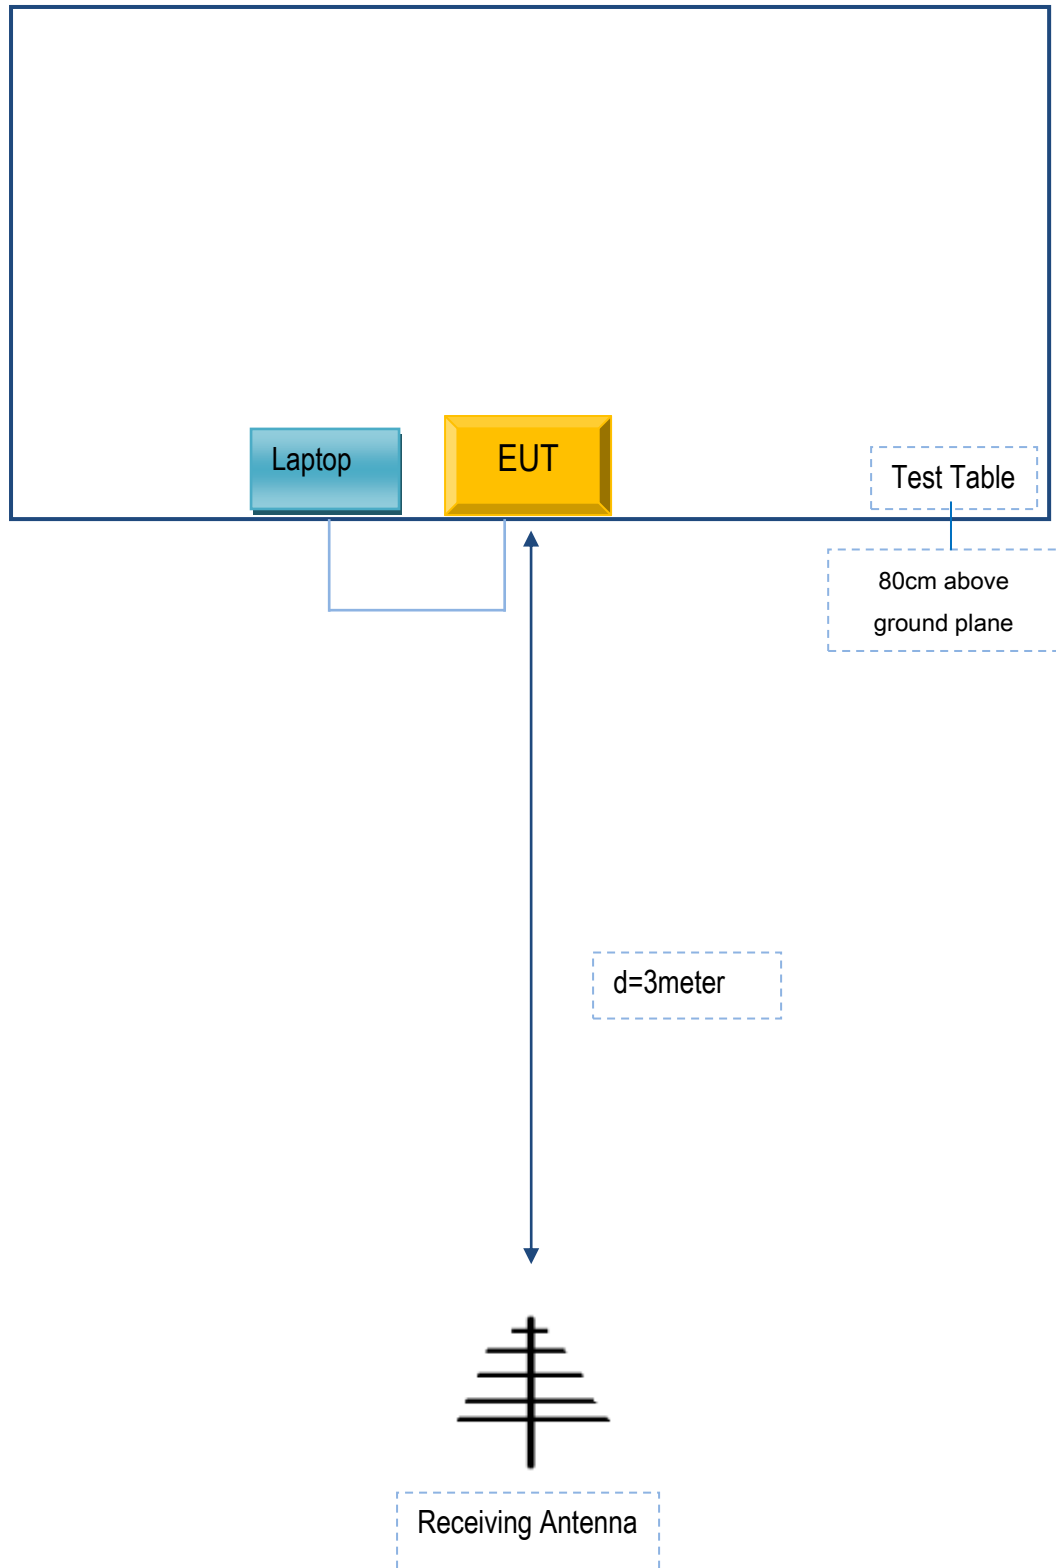 Laptop
EUT
Test Table
80cm above
ground plane
d=3meter
Receiving Antenna